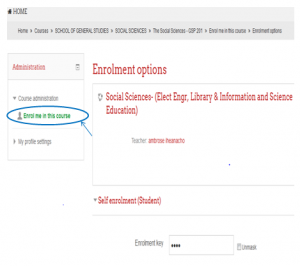 HOME
Home > Courses > SCHOOL OF GENERAL STUDIES > SOCIAL SCIENCES > The Social Sciences - GSP 201 > Enrol me in this course > Enrolment options
Administration
Course administration
Enrol me in this course
My profile settings
Enrolment options
Social Sciences- (Elect Engr, Library & Information and Science
Education)
Teacher: ambrose iheanacho
Self enrolment (Student)
Enrolment key
Unmask